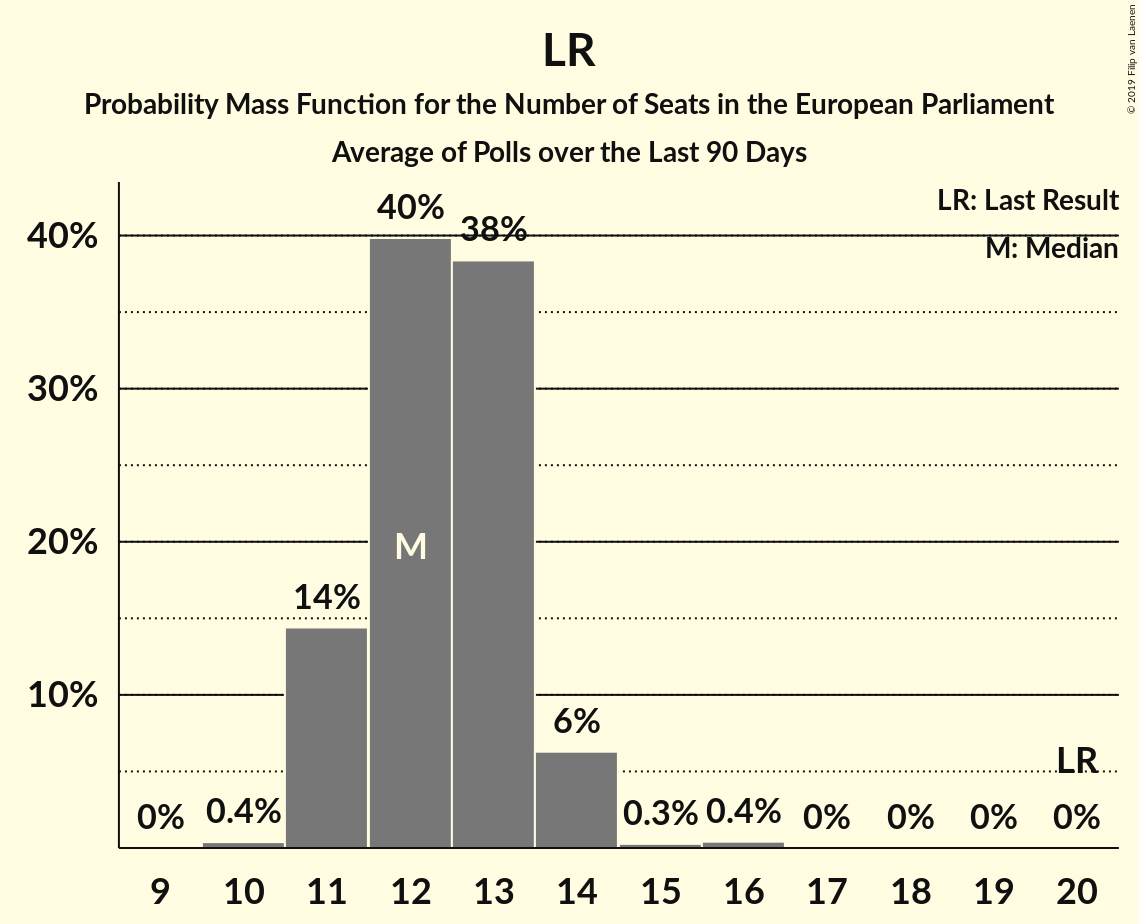 LR
Probability Mass Function for the Number of Seats in the European Parliament
Average of Polls over the Last 90 Days
© 2019 Filip van Laenen
LR: Last Result
M: Median
40%
30%
20%
10%
0%
0.4%
14%
40%
M
38%
6%
0.3%
0.4%
0%
0%
0%
LR
0%
9 10 11 12 13 14 15 16 17 18 19 20